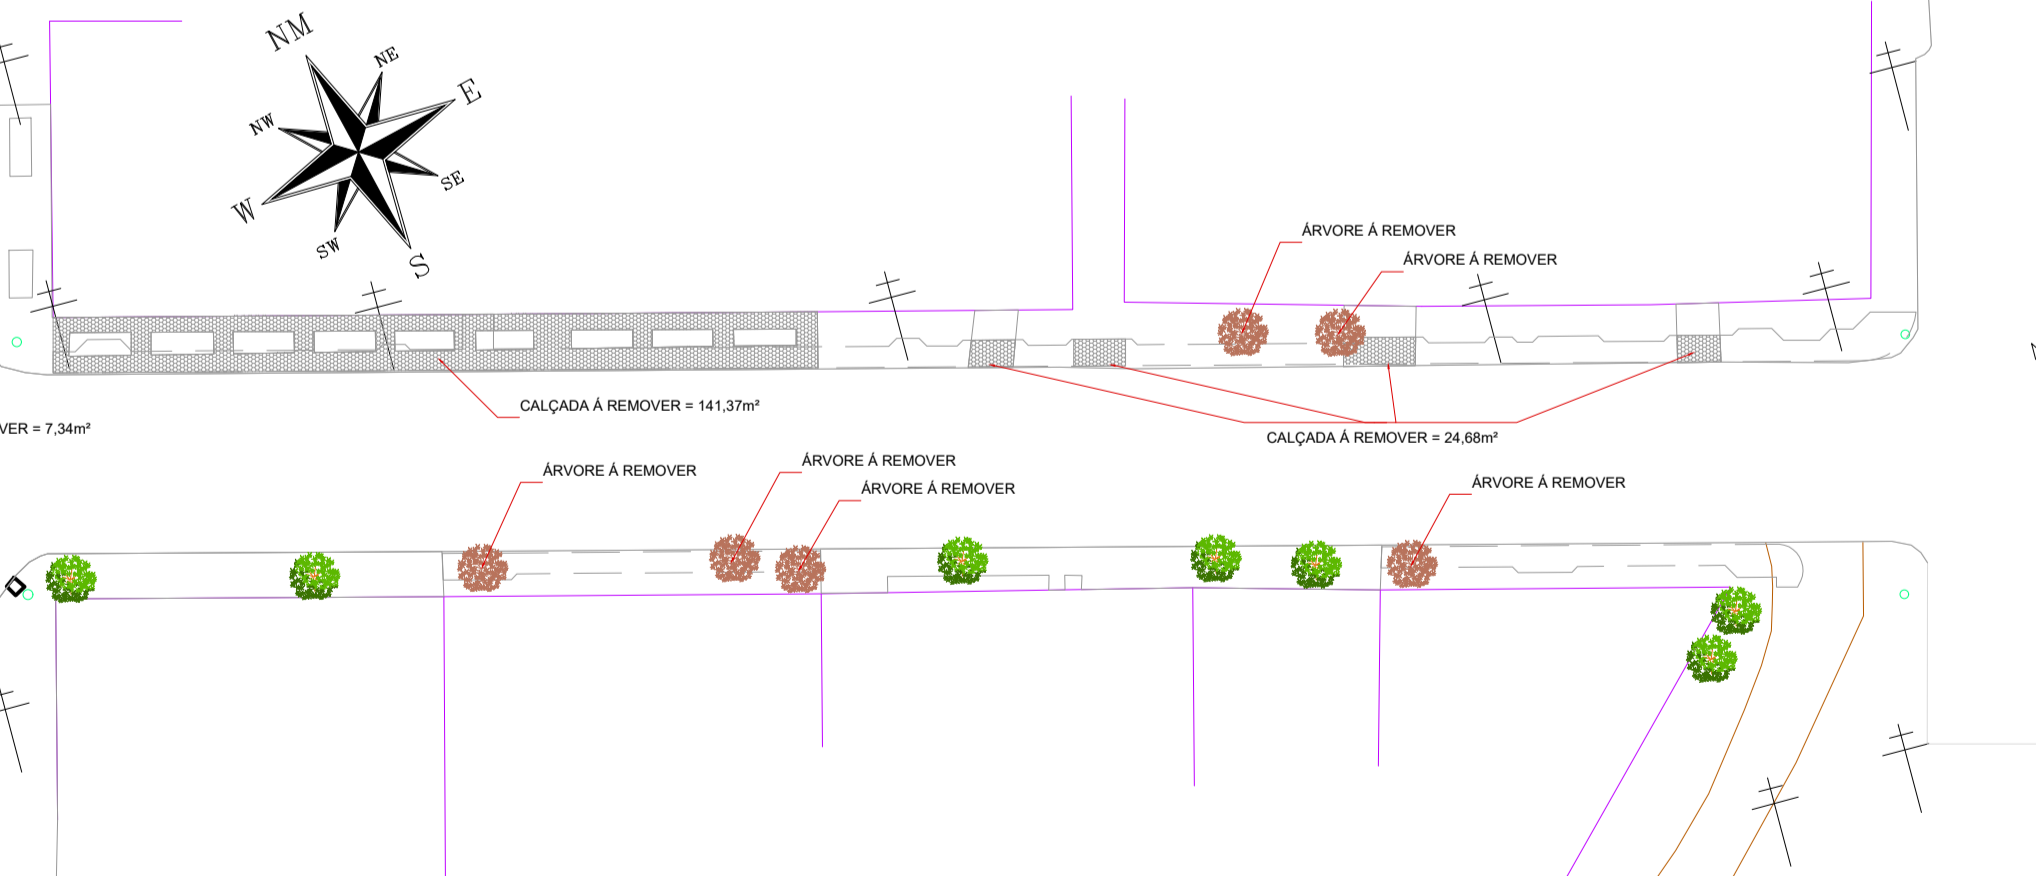 NM
NE
E
NW
SE
W
SW
S
ÁRVORE Á REMOVER
ÁRVORE Á REMOVER
CALÇADA Á REMOVER = 141,37m²
VER = 7,34m²
CALÇADA Á REMOVER = 24,68m²
ÁRVORE Á REMOVER
ÁRVORE Á REMOVER
ÁRVORE Á REMOVER
ÁRVORE Á REMOVER